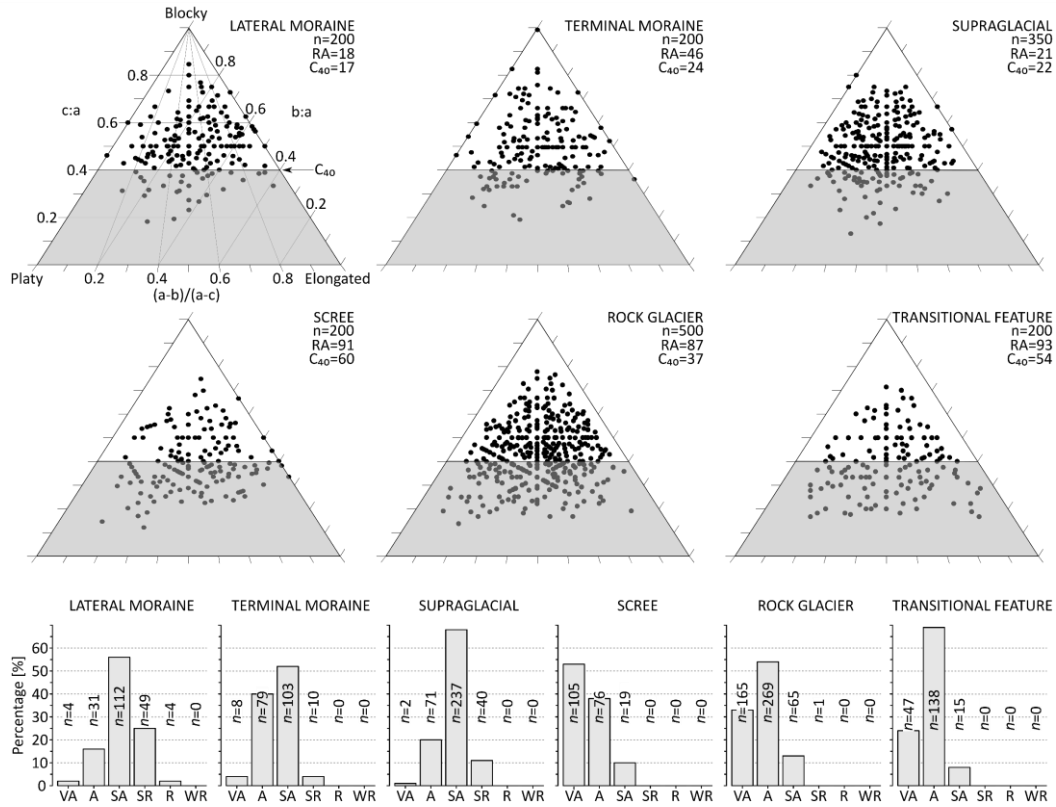 Blocky
LATERAL MORAINE
n=200
RA=18
C₄₀=17
0.8
0.8
c:a
b:a
0.6
0.6
0.4
0.4
C₄₀
0.2
0.2
Platy
0.2
0.4
0.6
0.8
Elongated
(a-b)/(a-c)
TERMINAL MORAINE
n=200
RA=46
C₄₀=24
SUPRAGLACIAL
n=350
RA=21
C₄₀=22
SCREE
n=200
RA=91
C₄₀=60
ROCK GLACIER
n=500
RA=87
C₄₀=37
TRANSITIONAL FEATURE
n=200
RA=93
C₄₀=54
LATERAL MORAINE
TERMINAL MORAINE
SUPRAGLACIAL
SCREE
ROCK GLACIER
TRANSITIONAL FEATURE
Percentage [%]
60
50
40
30
20
10
0
n=4
n=31
n=112
n=49
n=4
n=0
n=8
n=79
n=103
n=10
n=0
n=0
n=2
n=71
n=237
n=40
n=0
n=0
n=105
n=76
n=19
n=0
n=0
n=0
n=165
n=269
n=65
n=1
n=0
n=0
n=47
n=138
n=15
n=0
n=0
n=0
VA A SA SR R WR
VA A SA SR R WR
VA A SA SR R WR
VA A SA SR R WR
VA A SA SR R WR
VA A SA SR R WR